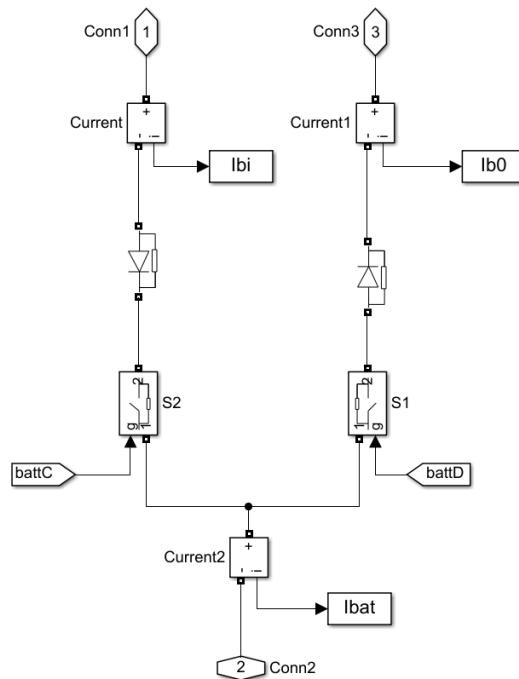 Conn1
1
Conn3
3
+
-
i
Current
+
-
i
Current1
Ibi
Ib0
2
g
1
S2
2
1
g
S1
battC
battD
+
-
i
Current2
Ibat
2
Conn2